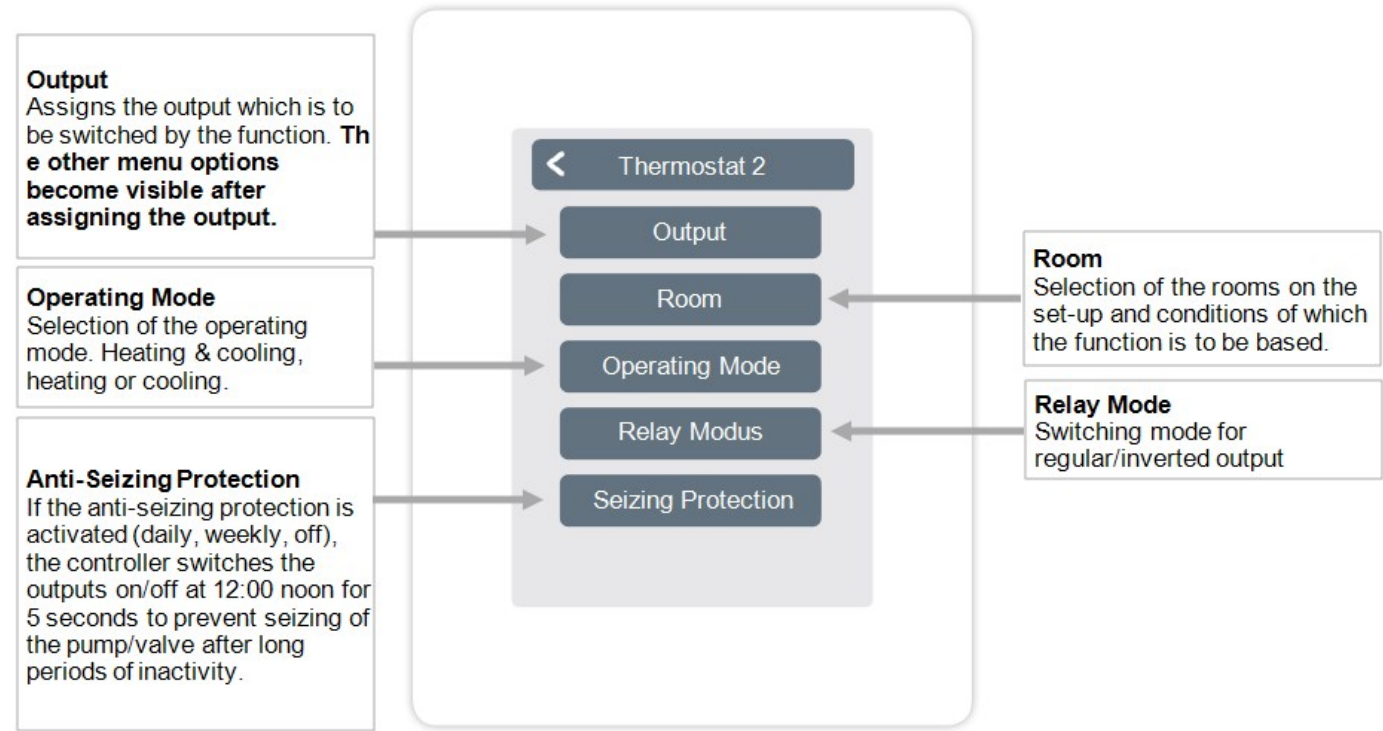 Output
Assigns the output which is to
be switched by the function. Th
e other menu options
become visible after
assigning the output.
Operating Mode
Selection of the operating
mode. Heating & cooling,
heating or cooling.
Anti-Seizing Protection
If the anti-seizing protection is
activated (daily, weekly, off),
the controller switches the
outputs on/off at 12:00 noon for
5 seconds to prevent seizing of
the pump/valve after long
periods of inactivity.
Thermostat 2
Output
Room
Operating Mode
Relay Modus
Seizing Protection
Room
Selection of the rooms on the
set-up and conditions of which
the function is to be based.
Relay Mode
Switching mode for
regular/inverted output